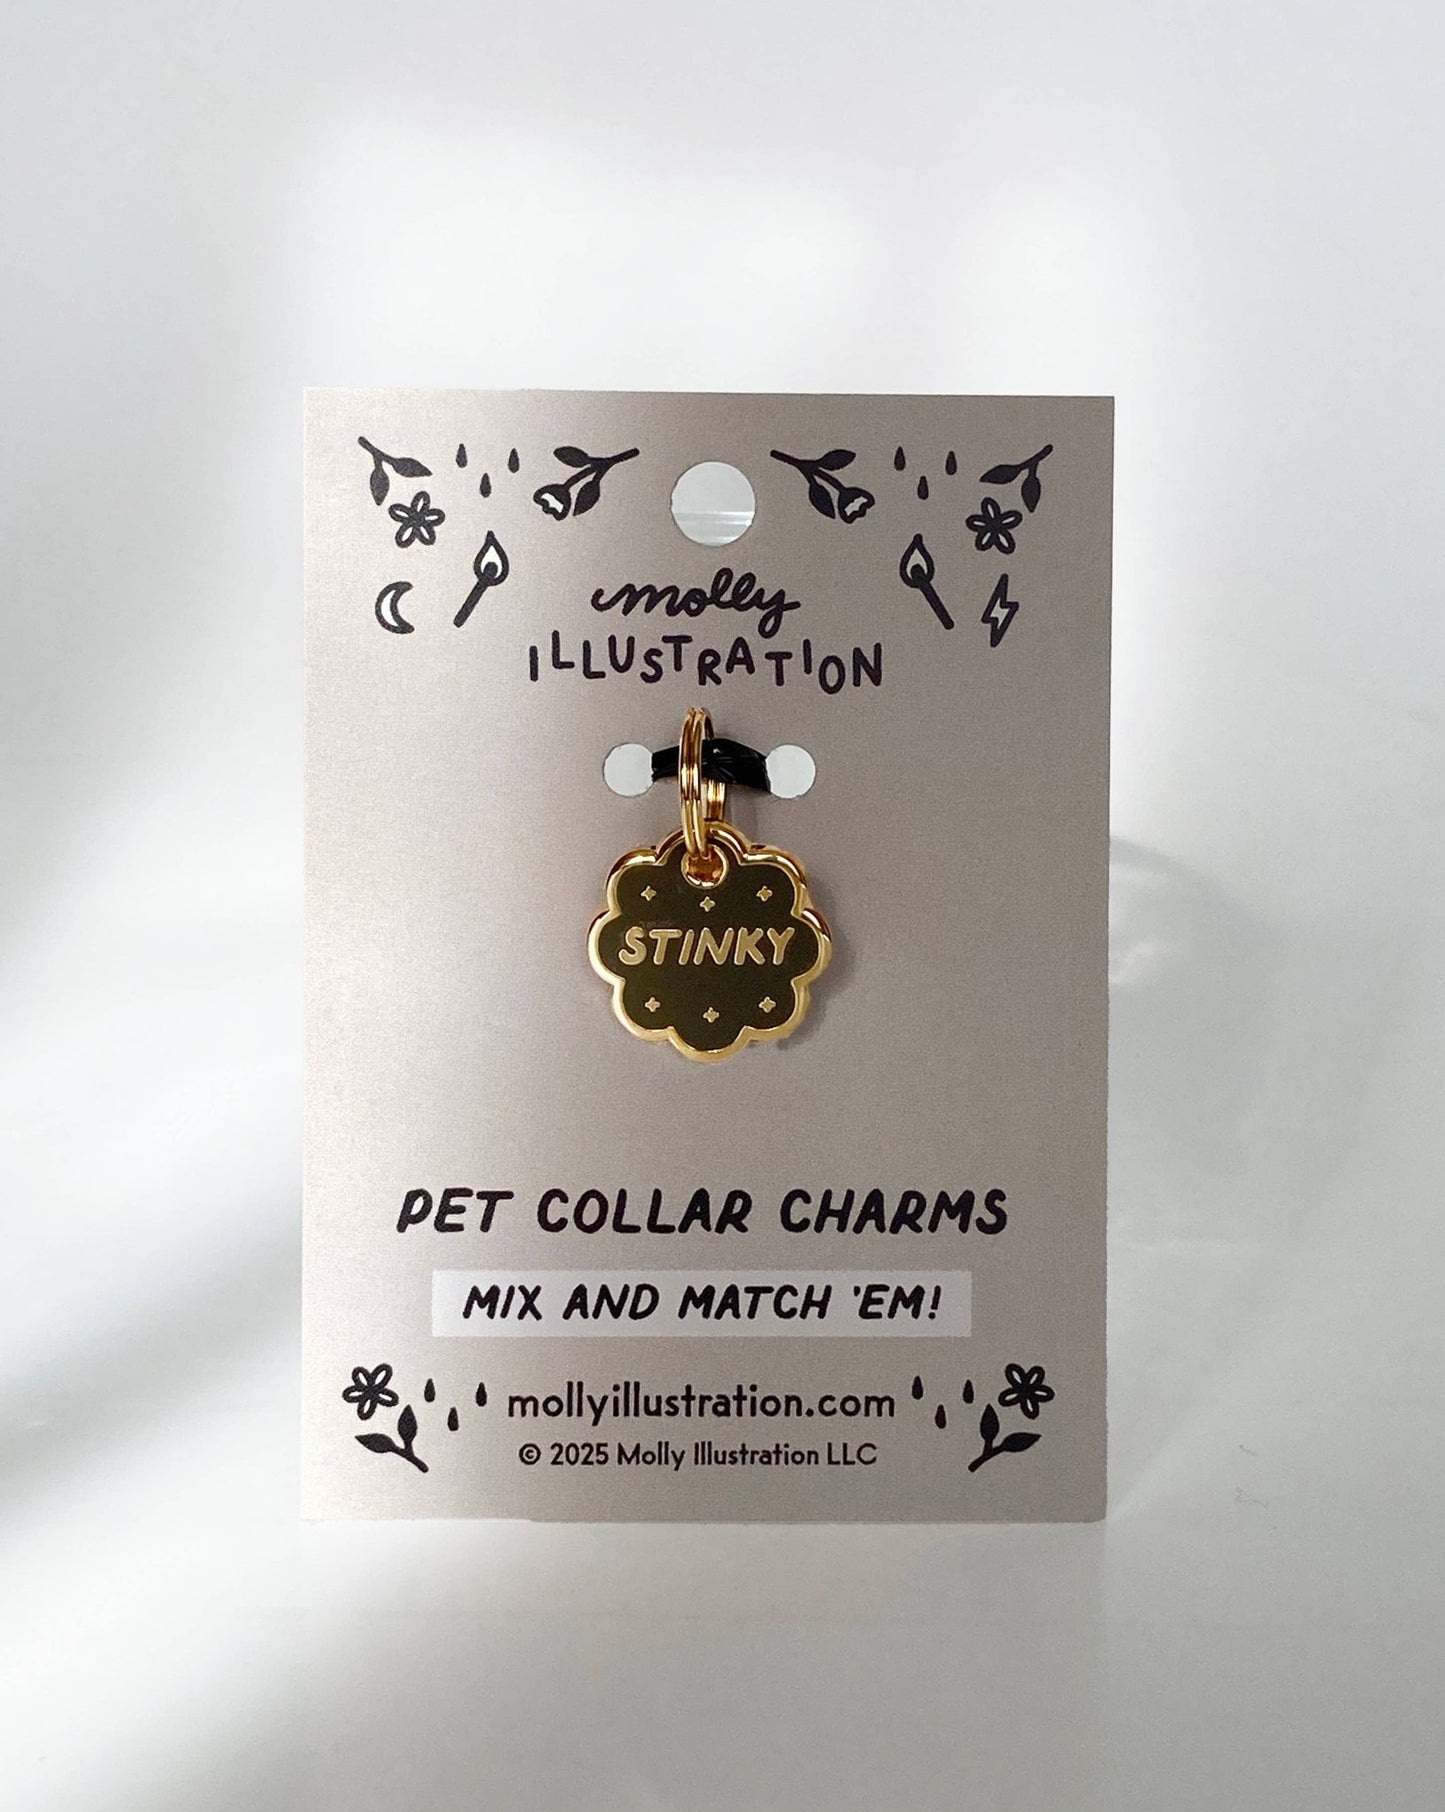 molly
ILLUSTRATION
STINKY
PET COLLAR CHARMS
MIX AND MATCH 'EM!
mollyillustration.com
© 2025 Molly Illustration LLC